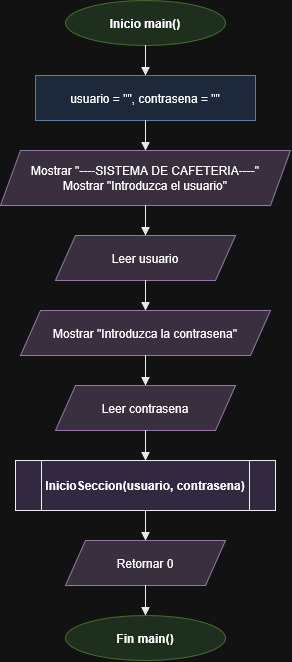 Inicio main()
usuario = "", contrasena = ""
Mostrar "----SISTEMA DE CAFETERIA----"
Mostrar "Introduzca el usuario"
Leer usuario
Mostrar "Introduzca la contrasena"
Leer contrasena
InicioSeccion(usuario, contrasena)
Retornar 0
Fin main()